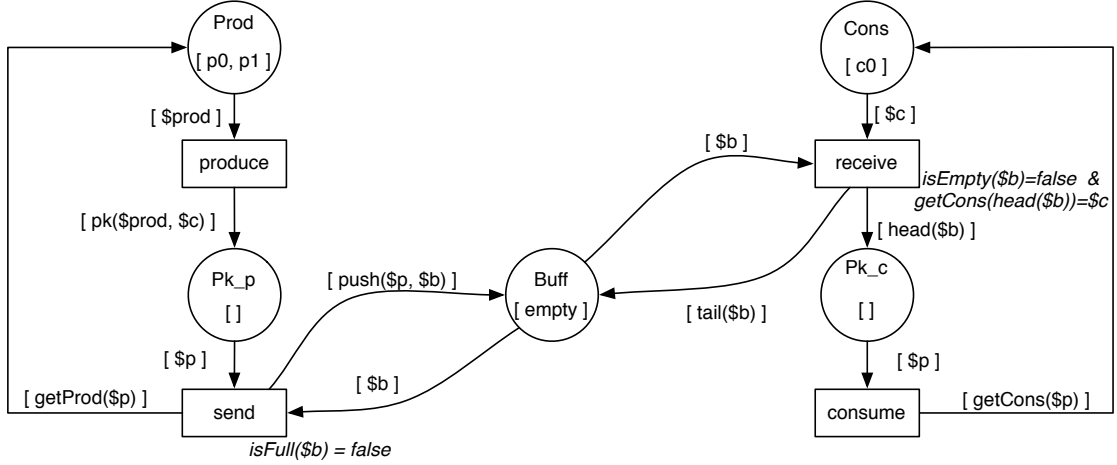 Prod
[ p0, p1 ]
Cons
[ c0 ]
[ $prod ]
[ $c ]
produce
[ $b ]
receive
isEmpty($b)=false &
getCons(head($b))=$c
[ pk($prod, $c) ]
[ head($b) ]
Pk_p
[ ]
[ push($p, $b) ]
Buff
[ empty ]
[ tail($b) ]
Pk_c
[ ]
[ $p ]
[ $p ]
[ getProd($p) ]
send
[ $b ]
consume
[ getCons($p) ]
isFull($b) = false